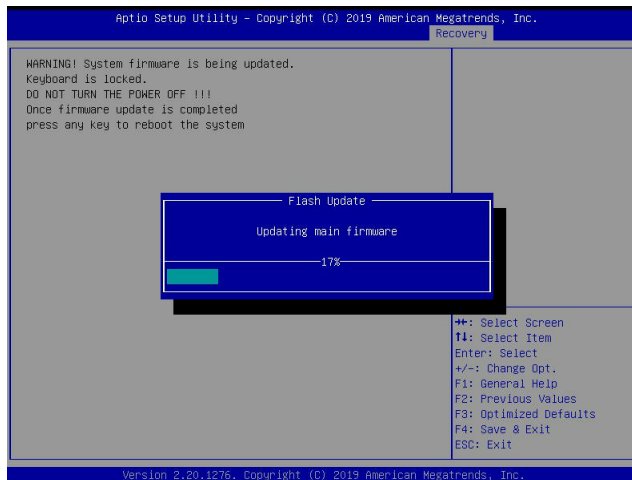 Aptio Setup Utility – Copyright (C) 2019 American Megatrends, Inc.
Recovery
WARNING! System firmware is being updated.
Keyboard is locked.
DO NOT TURN THE POWER OFF !!!
Once firmware update is completed
press any key to reboot the system
Flash Update
Updating main firmware
17%
→←: Select Screen
↑↓: Select Item
Enter: Select
+/-: Change Opt.
F1: General Help
F2: Previous Values
F3: Optimized Defaults
F4: Save & Exit
ESC: Exit
Version 2.20.1276. Copyright (C) 2019 American Megatrends, Inc.